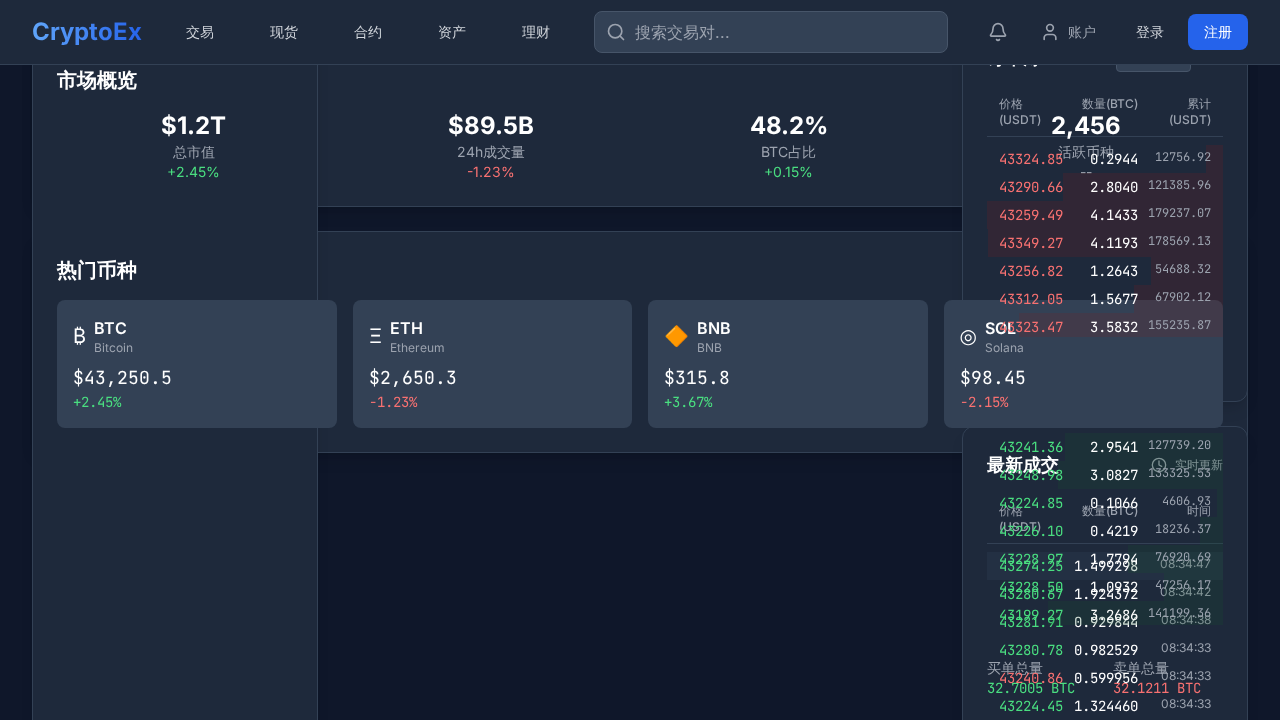 CryptoEx
交易
现货
合约
资产
理财
搜索交易对...
账户
登录
注册
市场概览
$1.2T
总市值
+2.45%
$89.5B
24h成交量
-1.23%
48.2%
BTC占比
+0.15%
2,456
活跃币种
--
热门币种
₿
BTC
Bitcoin
$43,250.5
+2.45%
Ξ
ETH
Ethereum
$2,650.3
-1.23%
BNB
BNB
$315.8
+3.67%
◎
SOL
Solana
$98.45
-2.15%
价格 数量(BTC) 累计
(USDT) (USDT)
43324.85 0.2944 12756.92
43290.66 2.8040 121385.96
43259.49 4.1433 179237.07
43349.27 4.1193 178569.13
43256.82 1.2643 54688.32
43312.05 1.5677 67902.12
43323.47 3.5832 155235.87
43241.36 2.9541 127739.20
最新成交 实时更新
43248.98 3.0827 133325.53
43224.85 0.1066 4606.93
价格 数量(BTC) 时间
(USDT)
43226.10 0.4219 18236.37
43228.97 1.7794 76920.69
43274.25 1.499298 08:34:47
43228.50 1.0932 47256.17
43280.67 1.924372 08:34:42
43199.27 3.2686 141199.36
43281.91 0.929844 08:34:38
43280.78 0.982529 08:34:33
买单总量 卖单总量
43240.86 0.599956 08:34:33
32.7005 BTC 32.1211 BTC
43224.45 1.324460 08:34:33